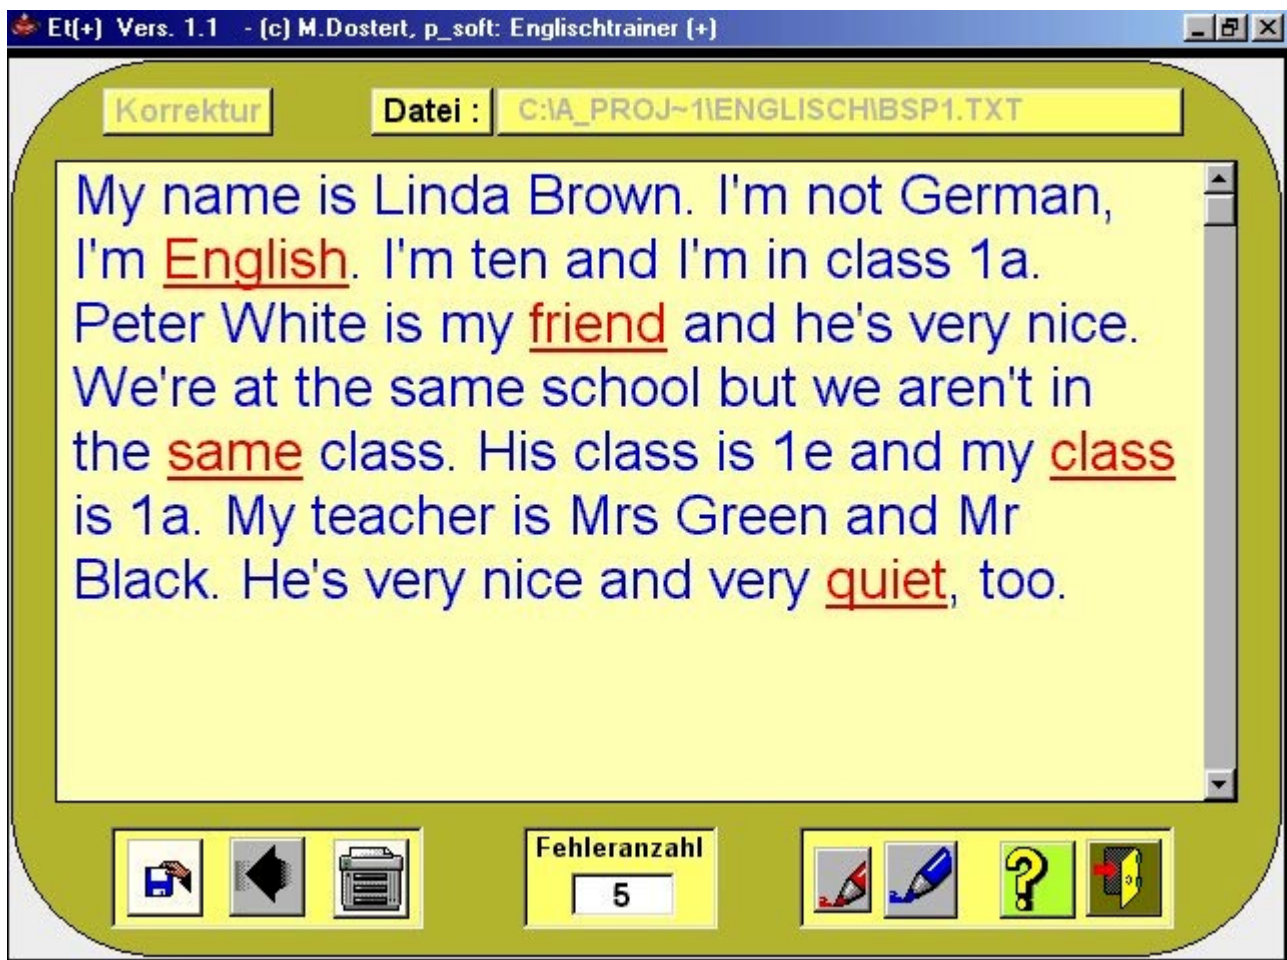 Et(+) Vers. 1.1 - (c) M.Dostert, p_soft: Englischtrainer (+)
Korrektur Datei : C:\A_PROJ~1\ENGLISCH\BSP1.TXT
My name is Linda Brown. I'm not German,
I'm English. I'm ten and I'm in class 1a.
Peter White is my friend and he's very nice.
We're at the same school but we aren't in
the same class. His class is 1e and my class
is 1a. My teacher is Mrs Green and Mr
Black. He's very nice and very quiet, too.
Fehleranzahl
5